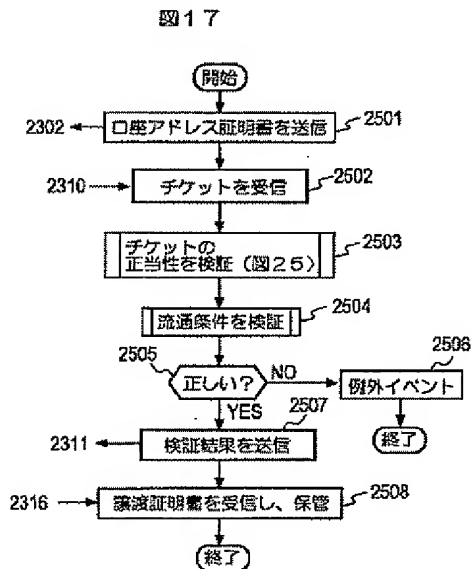 図17
開始
2302
口座アドレス証明書を送信
2501
2310
チケットを受信
2502
チケットの
正当性を検証(図25)
2503
流通条件を検証
2504
2505
正しい?
NO
2506
例外イベント
終了
YES
2507
2311
検証結果を送信
2316
譲渡証明書を受信し、保管
2508
終了